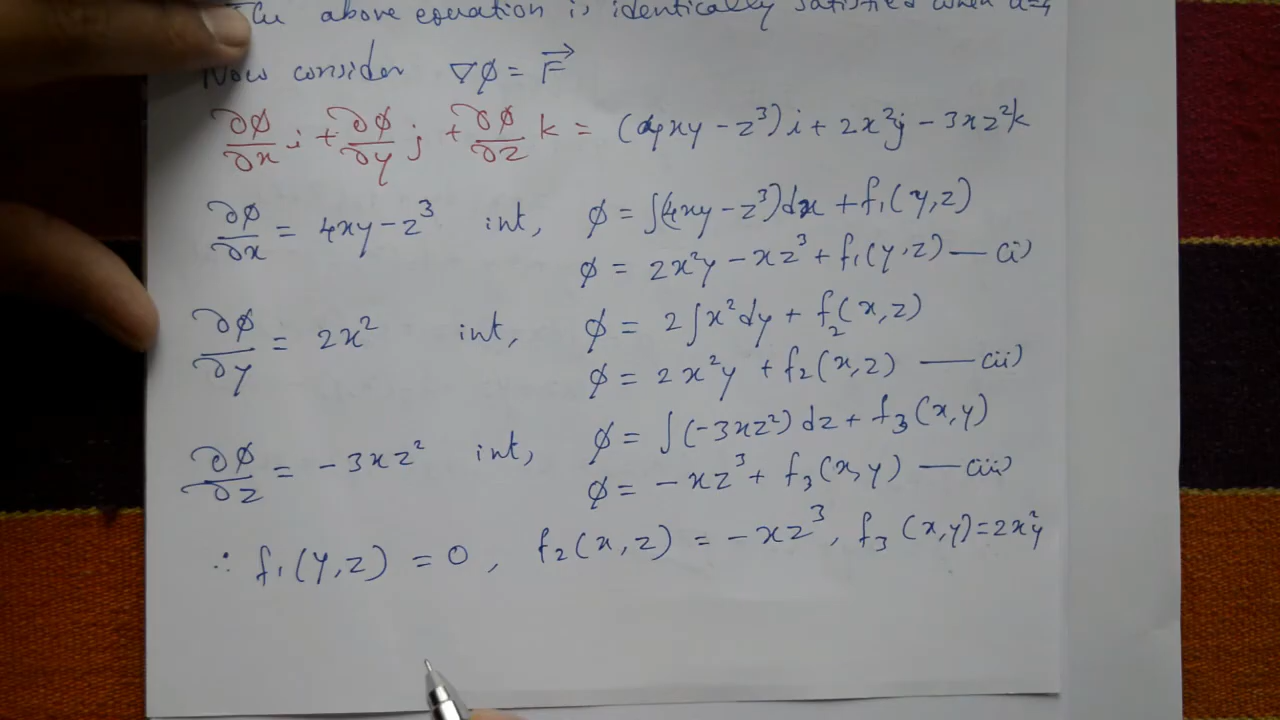 The above equation is identically satisfied when a=4
Now consider ∇φ = F⃗
∂φ/∂x i + ∂φ/∂y j + ∂φ/∂z k = (4xy - z³)i + 2x²j - 3xz²k
∂φ/∂x = 4xy - z³ int, φ = ∫(4xy - z³)dx + f₁(y,z)
φ = 2x²y - xz³ + f₁(y,z) — (i)
∂φ/∂y = 2x² int, φ = 2∫x²dy + f₂(x,z)
φ = 2x²y + f₂(x,z) — (ii)
∂φ/∂z = -3xz² int, φ = ∫(-3xz²)dz + f₃(x,y)
φ = -xz³ + f₃(x,y) — (iii)
∴ f₁(y,z) = 0, f₂(x,z) = -xz³, f₃(x,y) = 2x²y